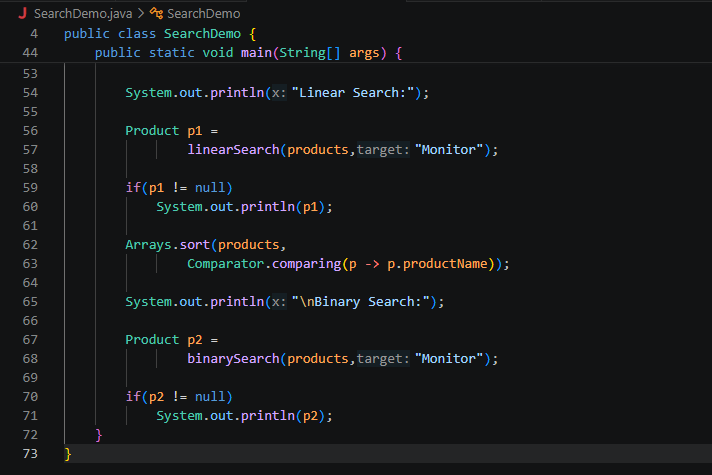 SearchDemo.java > SearchDemo
4 public class SearchDemo {
44 public static void main(String[] args) {
53
54 System.out.println(x: "Linear Search:");
55
56 Product p1 =
57 linearSearch(products,target: "Monitor");
58
59 if(p1 != null)
60 System.out.println(p1);
61
62 Arrays.sort(products,
63 Comparator.comparing(p -> p.productName));
64
65 System.out.println(x: "\nBinary Search:");
66
67 Product p2 =
68 binarySearch(products,target: "Monitor");
69
70 if(p2 != null)
71 System.out.println(p2);
72 }
73 }